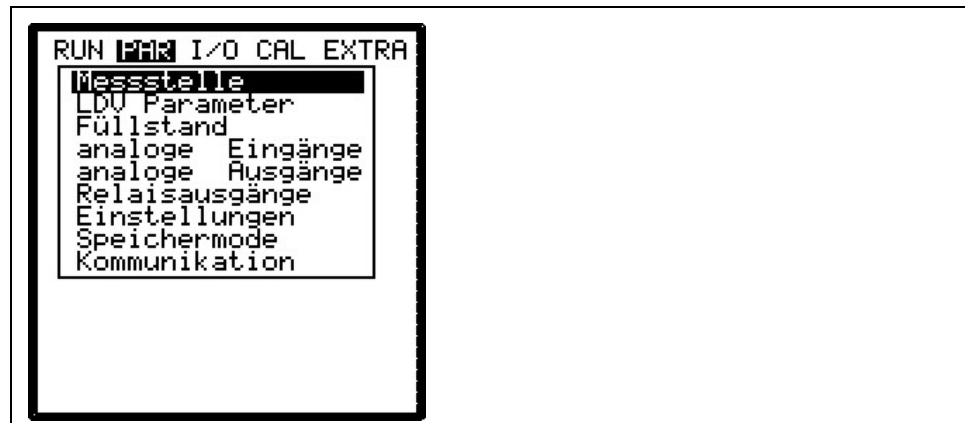 RUN PAR I/O CAL EXTRA
Messstelle
LDV Parameter
Füllstand
analoge Eingänge
analoge Ausgänge
Relaisausgänge
Einstellungen
Speichermode
Kommunikation